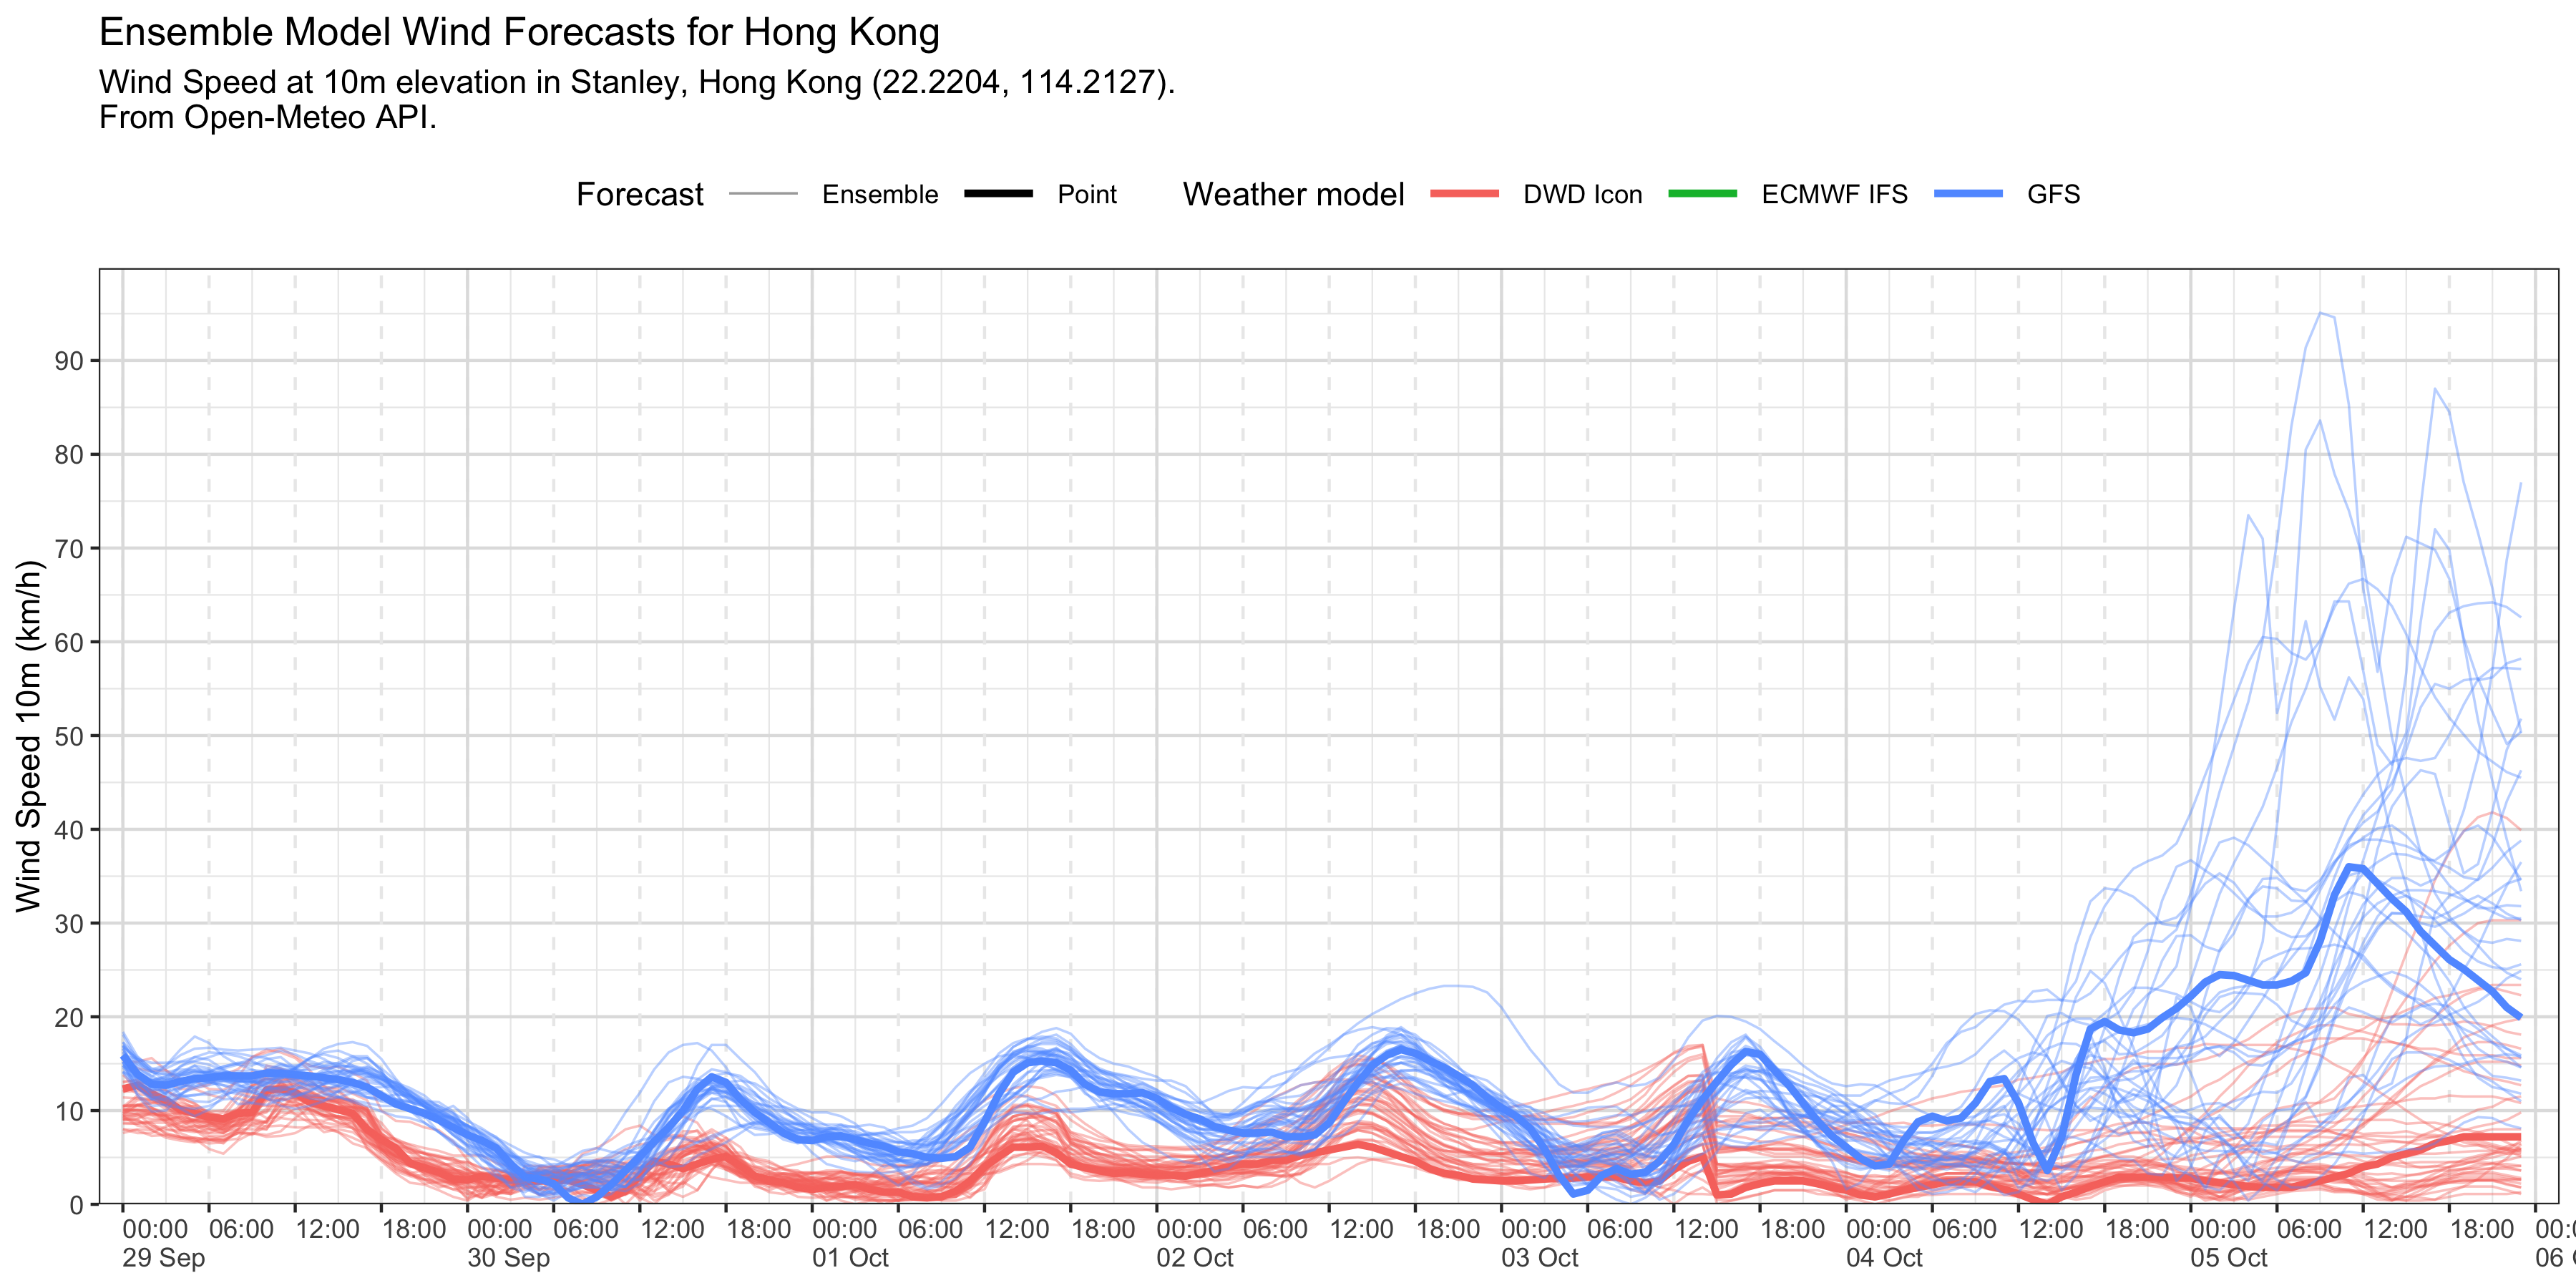 Ensemble Model Wind Forecasts for Hong Kong
Wind Speed at 10m elevation in Stanley, Hong Kong (22.2204, 114.2127).
From Open-Meteo API.
Forecast Ensemble Point Weather model DWD Icon ECMWF IFS GFS
Wind Speed 10m (km/h)
90
80
70
60
50
40
30
20
10
0
00:00 06:00 12:00 18:00 00:00 06:00 12:00 18:00 00:00 06:00 12:00 18:00 00:00 06:00 12:00 18:00 00:00 06:00 12:00 18:00 00:00 06:00 12:00 18:00 00:00 06:00 12:00 18:00
29 Sep 30 Sep 01 Oct 02 Oct 03 Oct 04 Oct 05 Oct 06